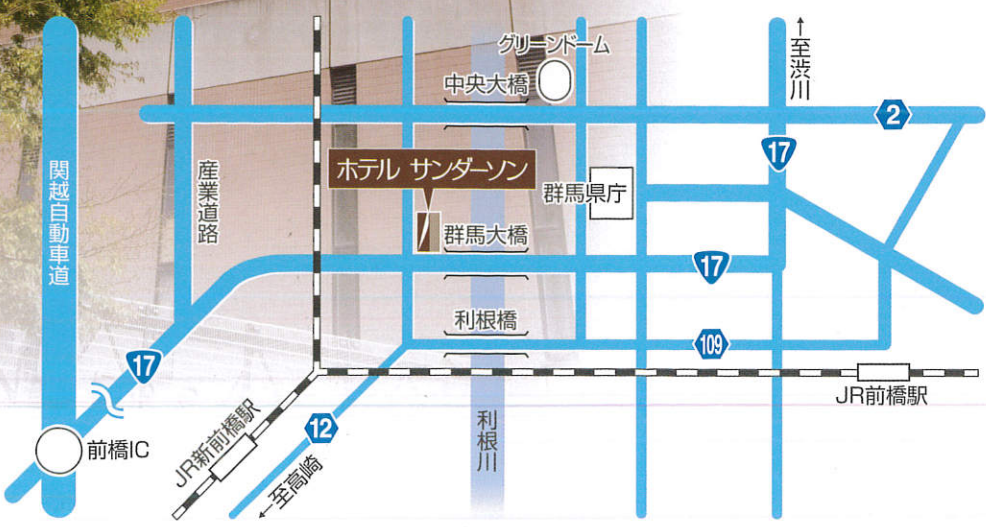 グリーンドーム
中央大橋
↑至渋川
2
17
関越自動車道
産業道路
ホテル サンダーソン
群馬県庁
群馬大橋
17
利根橋
109
17
JR前橋駅
前橋IC
JR新前橋駅
12
利根川
←至高崎